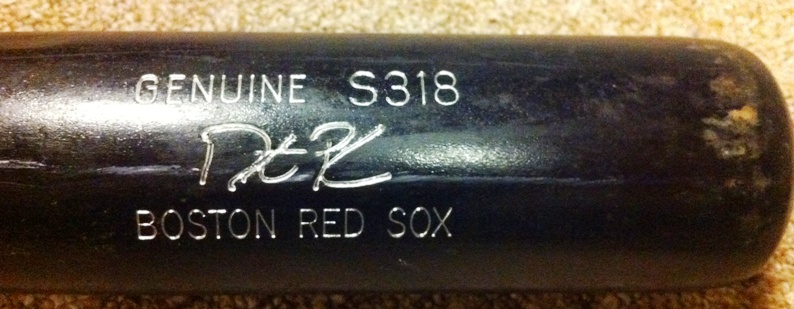 GENUINE S318
BOSTON RED SOX